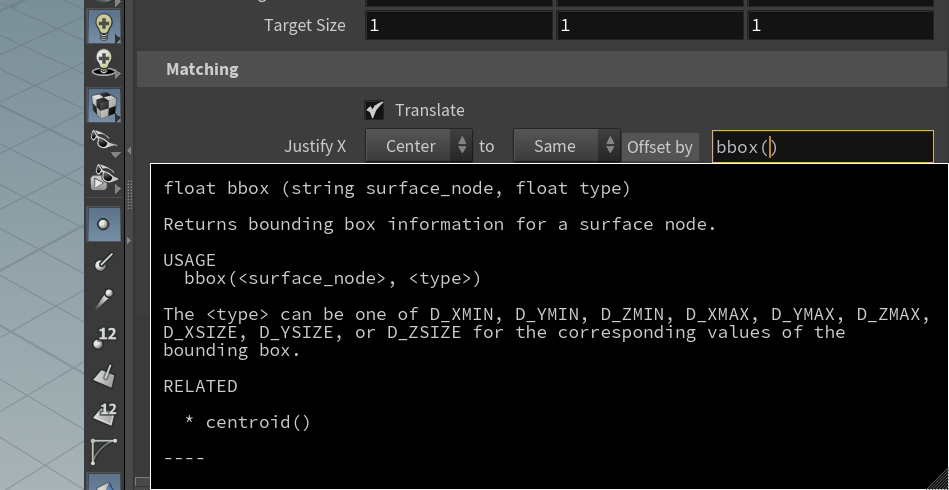 Target Size 1 1 1
Matching
Translate
Justify X Center to Same Offset by bbox()
float bbox (string surface_node, float type)
Returns bounding box information for a surface node.
USAGE
bbox(<surface_node>, <type>)
The <type> can be one of D_XMIN, D_YMIN, D_ZMIN, D_XMAX, D_YMAX, D_ZMAX,
D_XSIZE, D_YSIZE, or D_ZSIZE for the corresponding values of the
bounding box.
RELATED
* centroid()
----
12
12